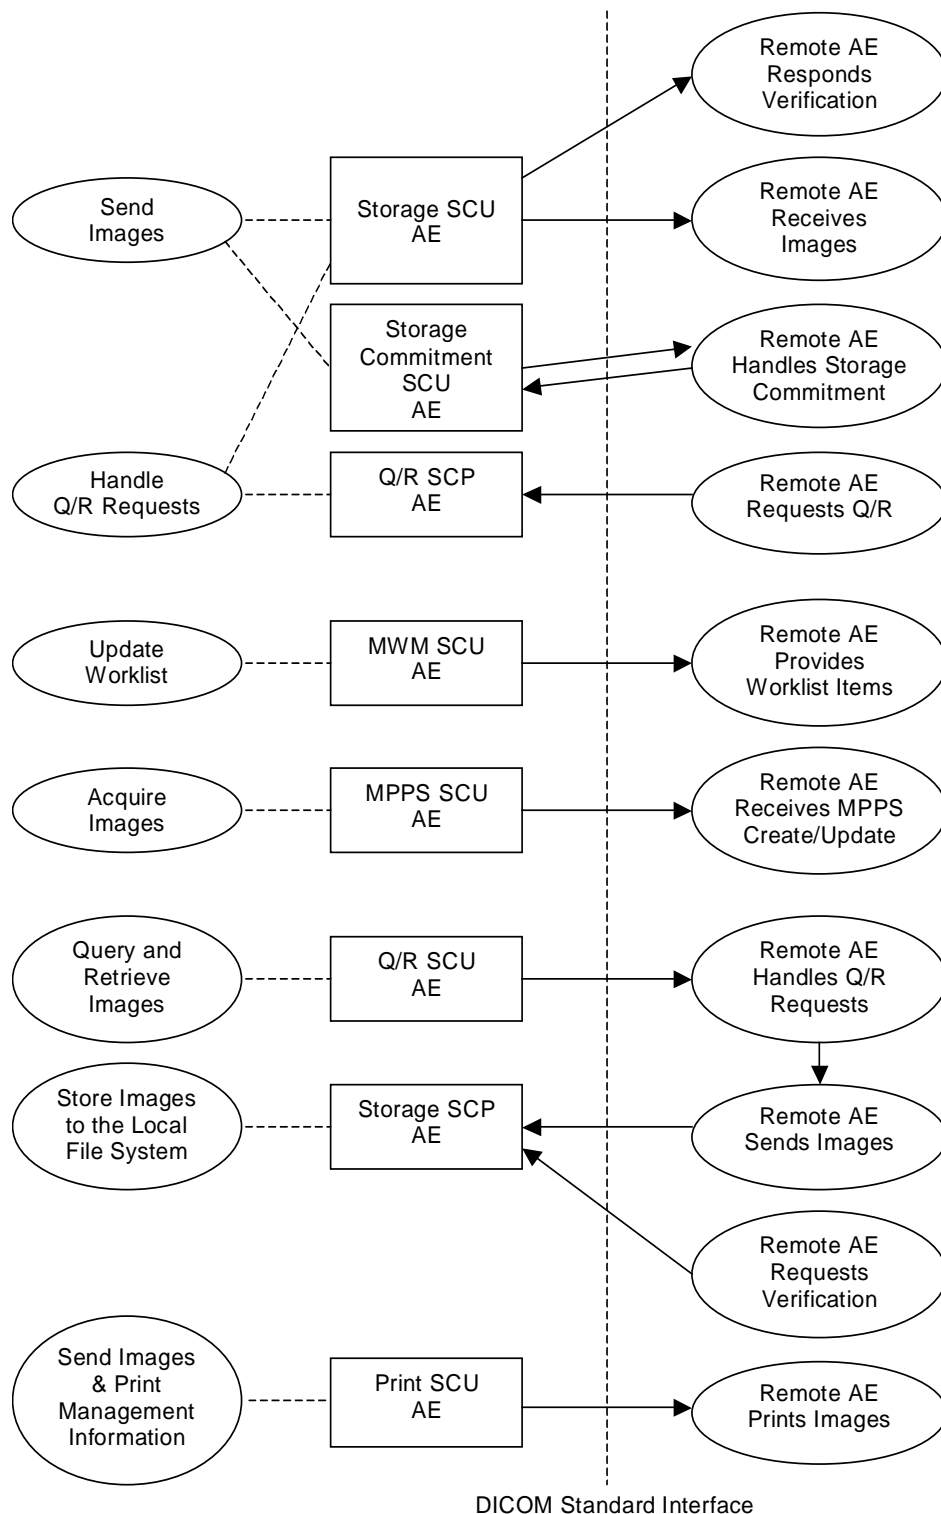 Remote AE
Responds
Verification
Send
Images
Storage SCU
AE
Remote AE
Receives
Images
Storage
Commitment
SCU
AE
Remote AE
Handles Storage
Commitment
Handle
Q/R Requests
Q/R SCP
AE
Remote AE
Requests Q/R
Update
Worklist
MWM SCU
AE
Remote AE
Provides
Worklist Items
Acquire
Images
MPPS SCU
AE
Remote AE
Receives MPPS
Create/Update
Query and
Retrieve
Images
Q/R SCU
AE
Remote AE
Handles Q/R
Requests
Store Images
to the Local
File System
Storage SCP
AE
Remote AE
Sends Images
Remote AE
Requests
Verification
Send Images
& Print
Management
Information
Print SCU
AE
Remote AE
Prints Images
DICOM Standard Interface